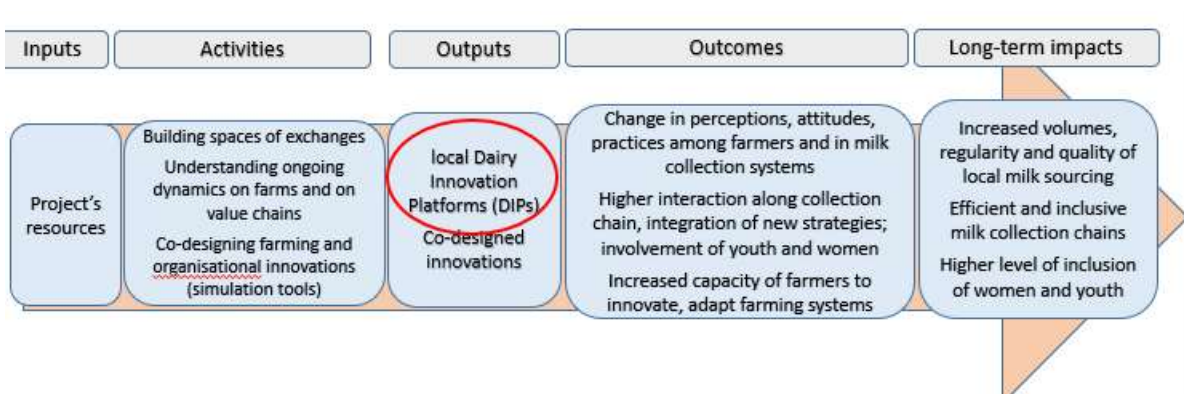 Inputs
Activities
Outputs
Outcomes
Long-term impacts
Project's
resources
Building spaces of exchanges
Understanding ongoing
dynamics on farms and on
value chains
Co-designing farming and
organisational innovations
(simulation tools)
local Dairy
Innovation
Platforms (DIPs)
Co-designed
innovations
Change in perceptions, attitudes,
practices among farmers and in milk
collection systems
Higher interaction along collection
chain, integration of new strategies;
involvement of youth and women
Increased capacity of farmers to
innovate, adapt farming systems
Increased volumes,
regularity and quality of
local milk sourcing
Efficient and inclusive
milk collection chains
Higher level of inclusion
of women and youth